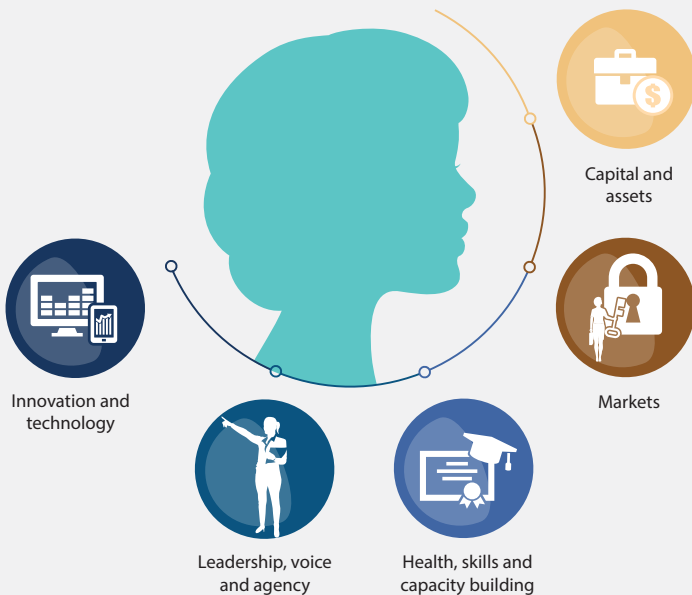 $
Capital and
assets
Markets
Health, skills and
capacity building
Leadership, voice
and agency
Innovation and
technology